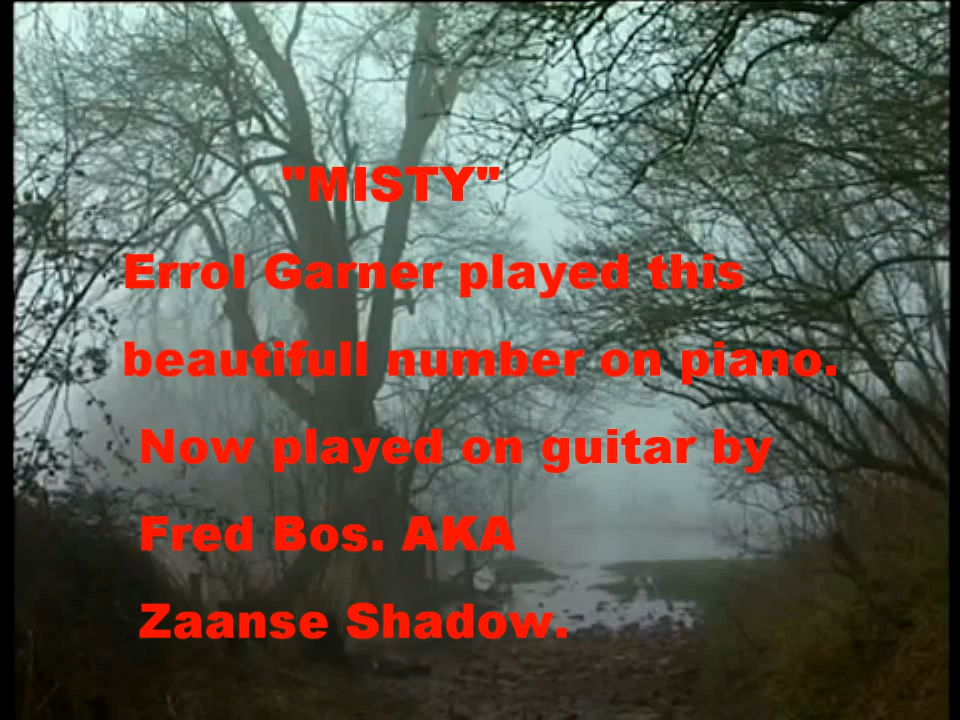 "MISTY"
Errol Garner played this
beautifull number on piano.
Now played on guitar by
Fred Bos. AKA
Zaanse Shadow.